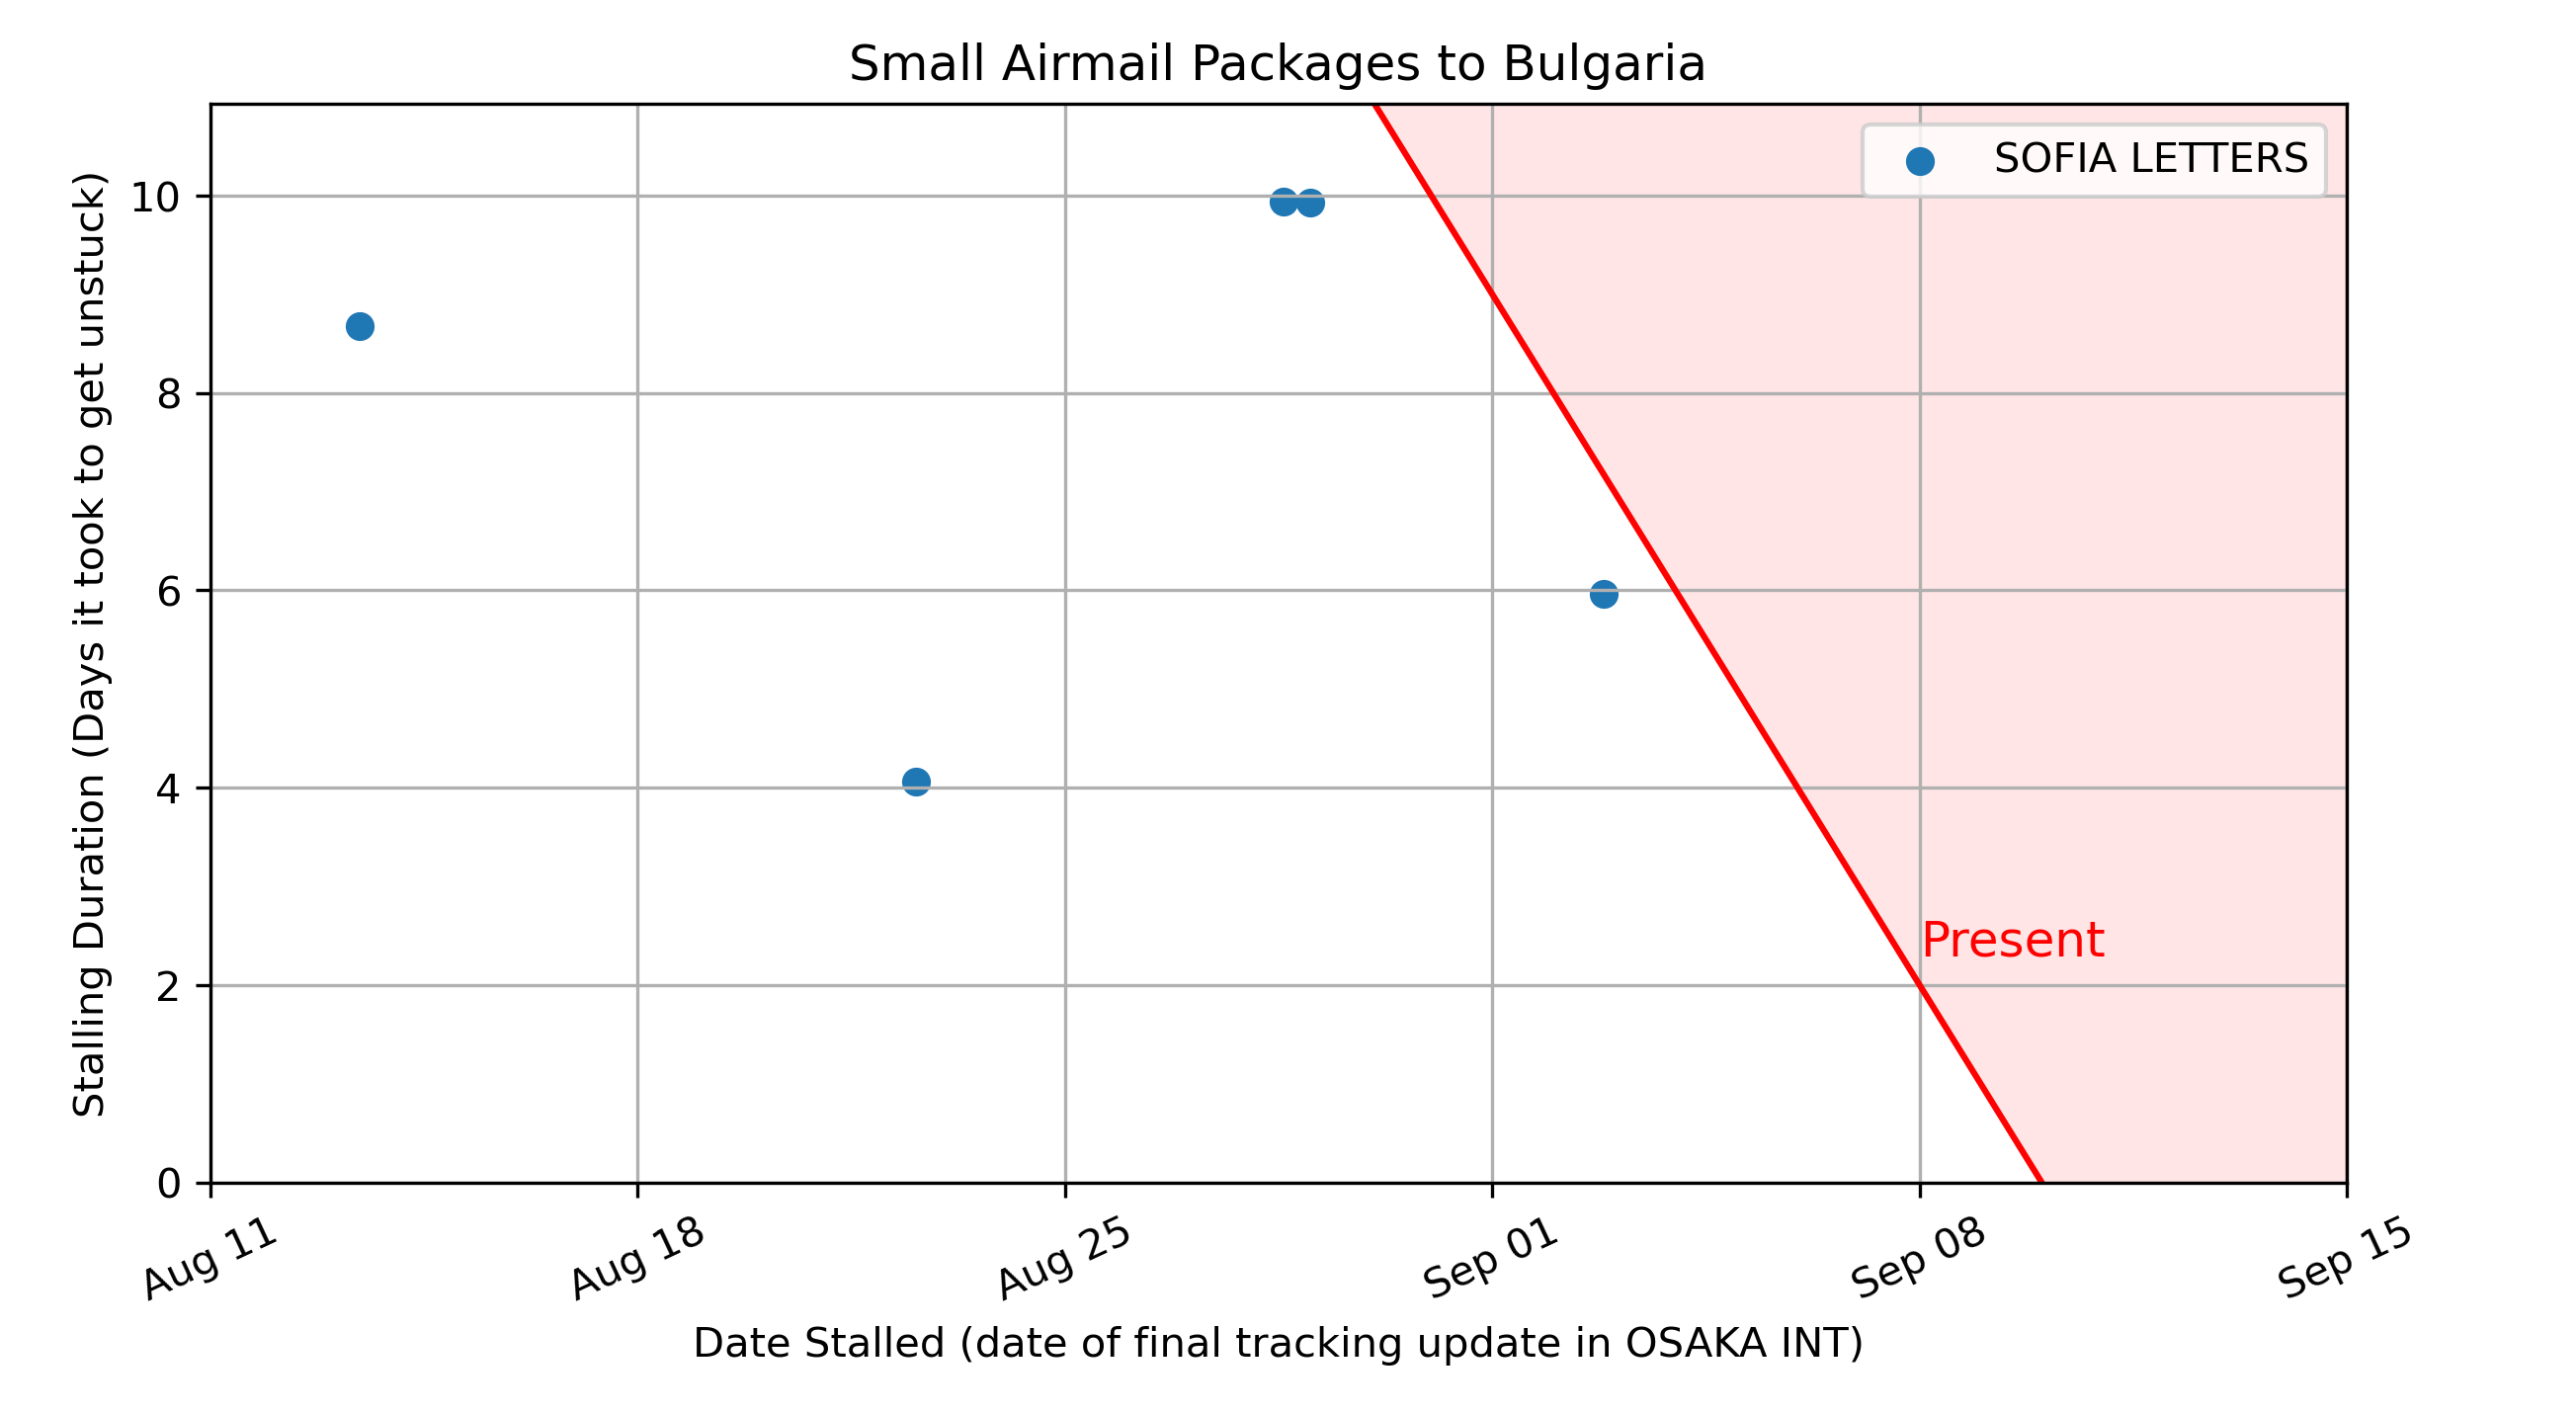 Small Airmail Packages to Bulgaria
SOFIA LETTERS
Stalling Duration (Days it took to get unstuck)
10
8
6
4
2
0
Present
Aug 11
Aug 18
Aug 25
Sep 01
Sep 08
Sep 15
Date Stalled (date of final tracking update in OSAKA INT)